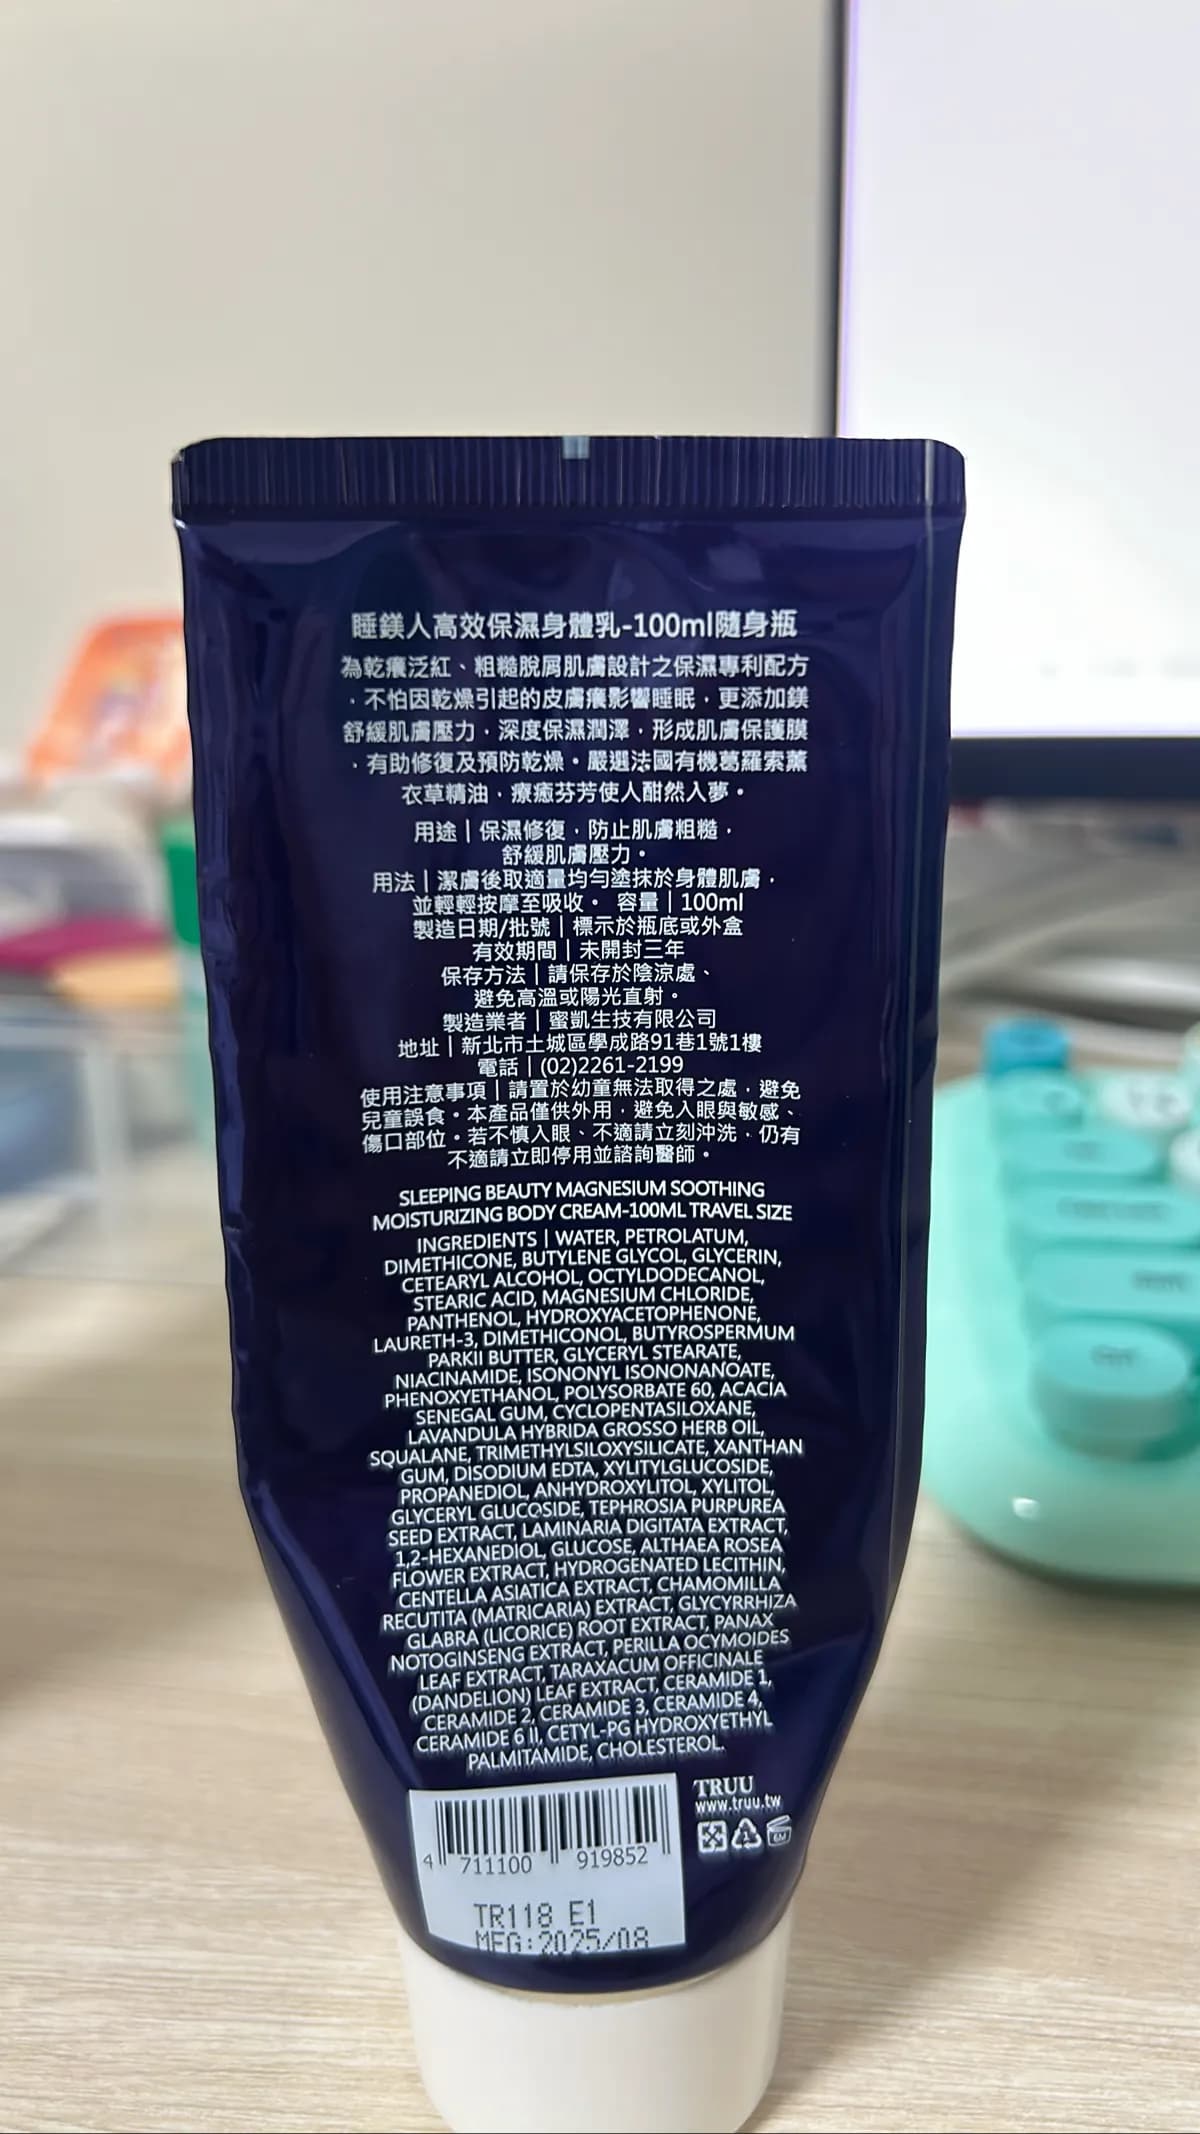 睡鎂人高效保濕身體乳-100ml隨身瓶
為乾癢泛紅、粗糙脫屑肌膚設計之保濕專利配方
，不怕因乾燥引起的皮膚癢影響睡眠，更添加鎂
舒緩肌膚壓力，深度保濕潤澤，形成肌膚保護膜
，有助修復及預防乾燥。嚴選法國有機葛羅索薰
衣草精油，療癒芬芳使人酣然入夢。
用途｜保濕修復，防止肌膚粗糙，
舒緩肌膚壓力。
用法｜潔膚後取適量均勻塗抹於身體肌膚，
並輕輕按摩至吸收。 容量｜100ml
製造日期/批號｜標示於瓶底或外盒
有效期間｜未開封三年
保存方法｜請保存於陰涼處、
避免高溫或陽光直射。
製造業者｜蜜凱生技有限公司
地址｜新北市土城區學成路91巷1號1樓
電話｜(02)2261-2199
使用注意事項｜請置於幼童無法取得之處，避免
兒童誤食。本產品僅供外用，避免入眼與敏感、
傷口部位。若不慎入眼、不適請立刻沖洗，仍有
不適請立即停用並諮詢醫師。
SLEEPING BEAUTY MAGNESIUM SOOTHING
MOISTURIZING BODY CREAM-100ML TRAVEL SIZE
INGREDIENTS | WATER, PETROLATUM,
DIMETHICONE, BUTYLENE GLYCOL, GLYCERIN,
CETEARYL ALCOHOL, OCTYLDODECANOL,
STEARIC ACID, MAGNESIUM CHLORIDE,
PANTHENOL, HYDROXYACETOPHENONE,
LAURETH-3, DIMETHICONOL, BUTYROSPERMUM
PARKII BUTTER, GLYCERYL STEARATE,
NIACINAMIDE, ISONONYL ISONONANOATE,
PHENOXYETHANOL, POLYSORBATE 60, ACACIA
SENEGAL GUM, CYCLOPENTASILOXANE,
LAVANDULA HYBRIDA GROSSO HERB OIL,
SQUALANE, TRIMETHYLSILOXYSILICATE, XANTHAN
GUM, DISODIUM EDTA, XYLITYLGLUCOSIDE,
PROPANEDIOL, ANHYDROXYLITOL, XYLITOL,
GLYCERYL GLUCOSIDE, TEPHROSIA PURPUREA
SEED EXTRACT, LAMINARIA DIGITATA EXTRACT,
1,2-HEXANEDIOL, GLUCOSE, ALTHAEA ROSEA
FLOWER EXTRACT, HYDROGENATED LECITHIN,
CENTELLA ASIATICA EXTRACT, CHAMOMILLA
RECUTITA (MATRICARIA) EXTRACT, GLYCYRRHIZA
GLABRA (LICORICE) ROOT EXTRACT, PANAX
NOTOGINSENG EXTRACT, PERILLA OCYMOIDES
LEAF EXTRACT, TARAXACUM OFFICINALE
(DANDELION) LEAF EXTRACT, CERAMIDE 1,
CERAMIDE 2, CERAMIDE 3, CERAMIDE 4,
CERAMIDE 6 II, CETYL-PG HYDROXYETHYL
PALMITAMIDE, CHOLESTEROL.
TRUU
www.truu.tw
1
6M
4 711100 919852
TR118 E1
MFG:2025/08